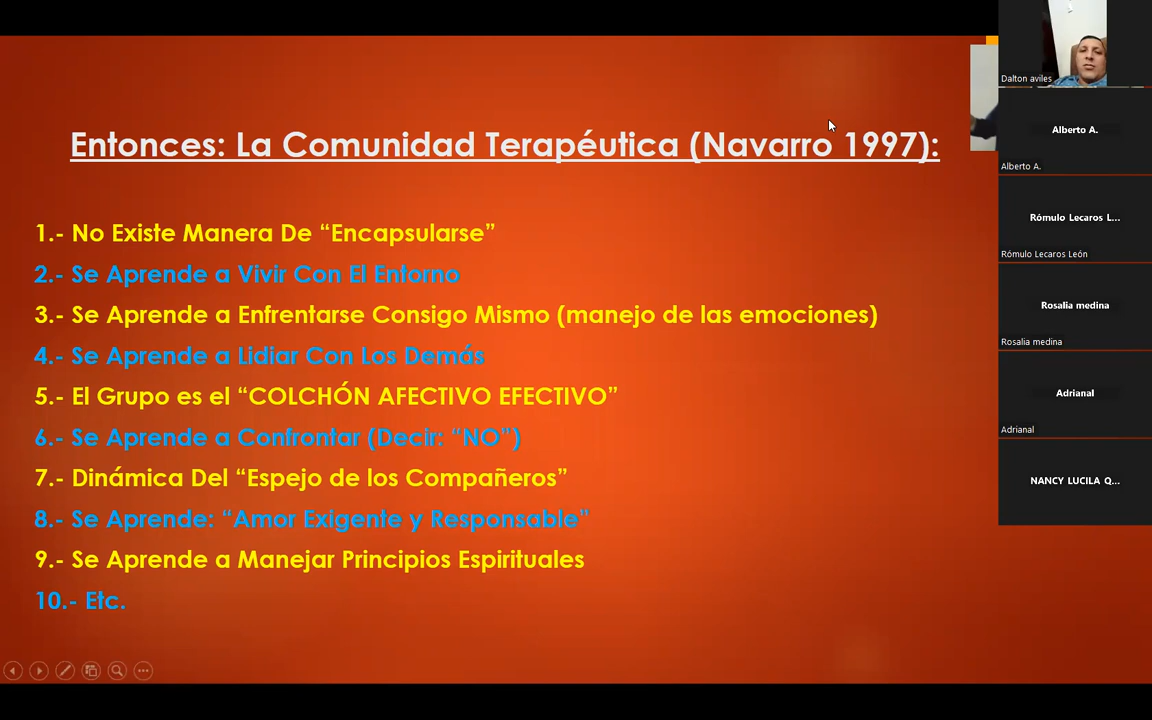 Entonces: La Comunidad Terapéutica (Navarro 1997):
1.- No Existe Manera De “Encapsularse”
2.- Se Aprende a Vivir Con El Entorno
3.- Se Aprende a Enfrentarse Consigo Mismo (manejo de las emociones)
4.- Se Aprende a Lidiar Con Los Demás
5.- El Grupo es el “COLCHÓN AFECTIVO EFECTIVO”
6.- Se Aprende a Confrontar (Decir: “NO”)
7.- Dinámica Del “Espejo de los Compañeros”
8.- Se Aprende: “Amor Exigente y Responsable”
9.- Se Aprende a Manejar Principios Espirituales
10.- Etc.
Dalton aviles
Alberto A.
Alberto A.
Rómulo Lecaros L...
Rómulo Lecaros León
Rosalia medina
Rosalia medina
Adrianal
Adrianal
NANCY LUCILA Q...